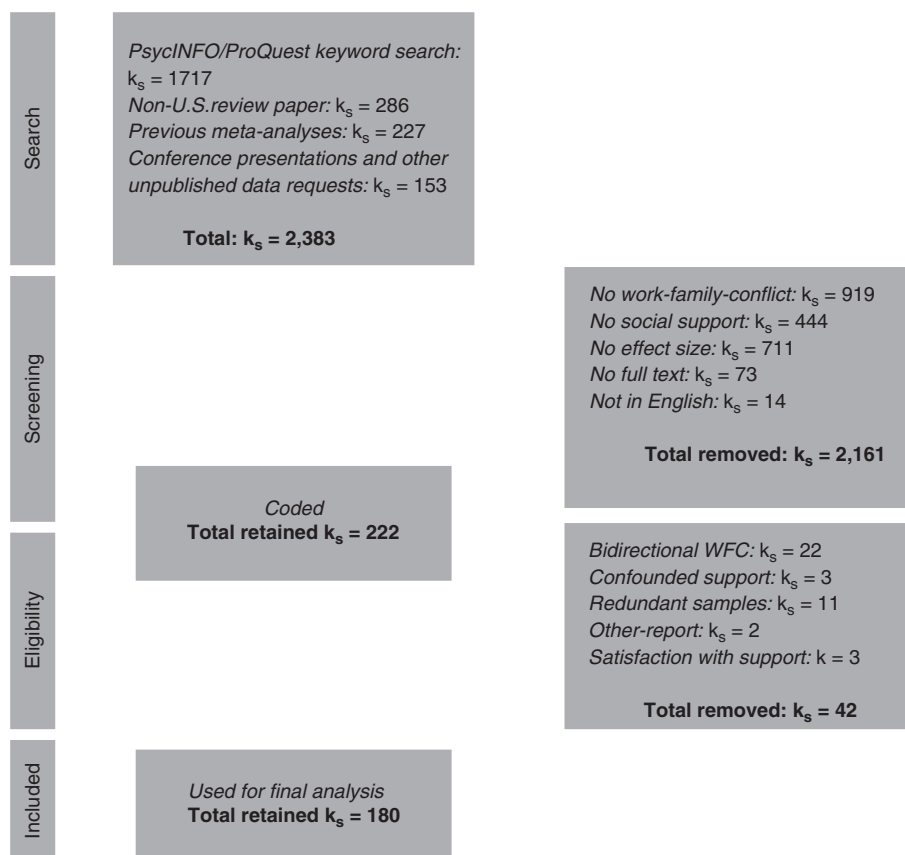 Search
PsycINFO/ProQuest keyword search:
kₛ = 1717
Non-U.S.review paper: kₛ = 286
Previous meta-analyses: kₛ = 227
Conference presentations and other
unpublished data requests: kₛ = 153
Total: kₛ = 2,383
Screening
No work-family-conflict: kₛ = 919
No social support: kₛ = 444
No effect size: kₛ = 711
No full text: kₛ = 73
Not in English: kₛ = 14
Total removed: kₛ = 2,161
Coded
Total retained kₛ = 222
Eligibility
Bidirectional WFC: kₛ = 22
Confounded support: kₛ = 3
Redundant samples: kₛ = 11
Other-report: kₛ = 2
Satisfaction with support: k = 3
Total removed: kₛ = 42
Included
Used for final analysis
Total retained kₛ = 180